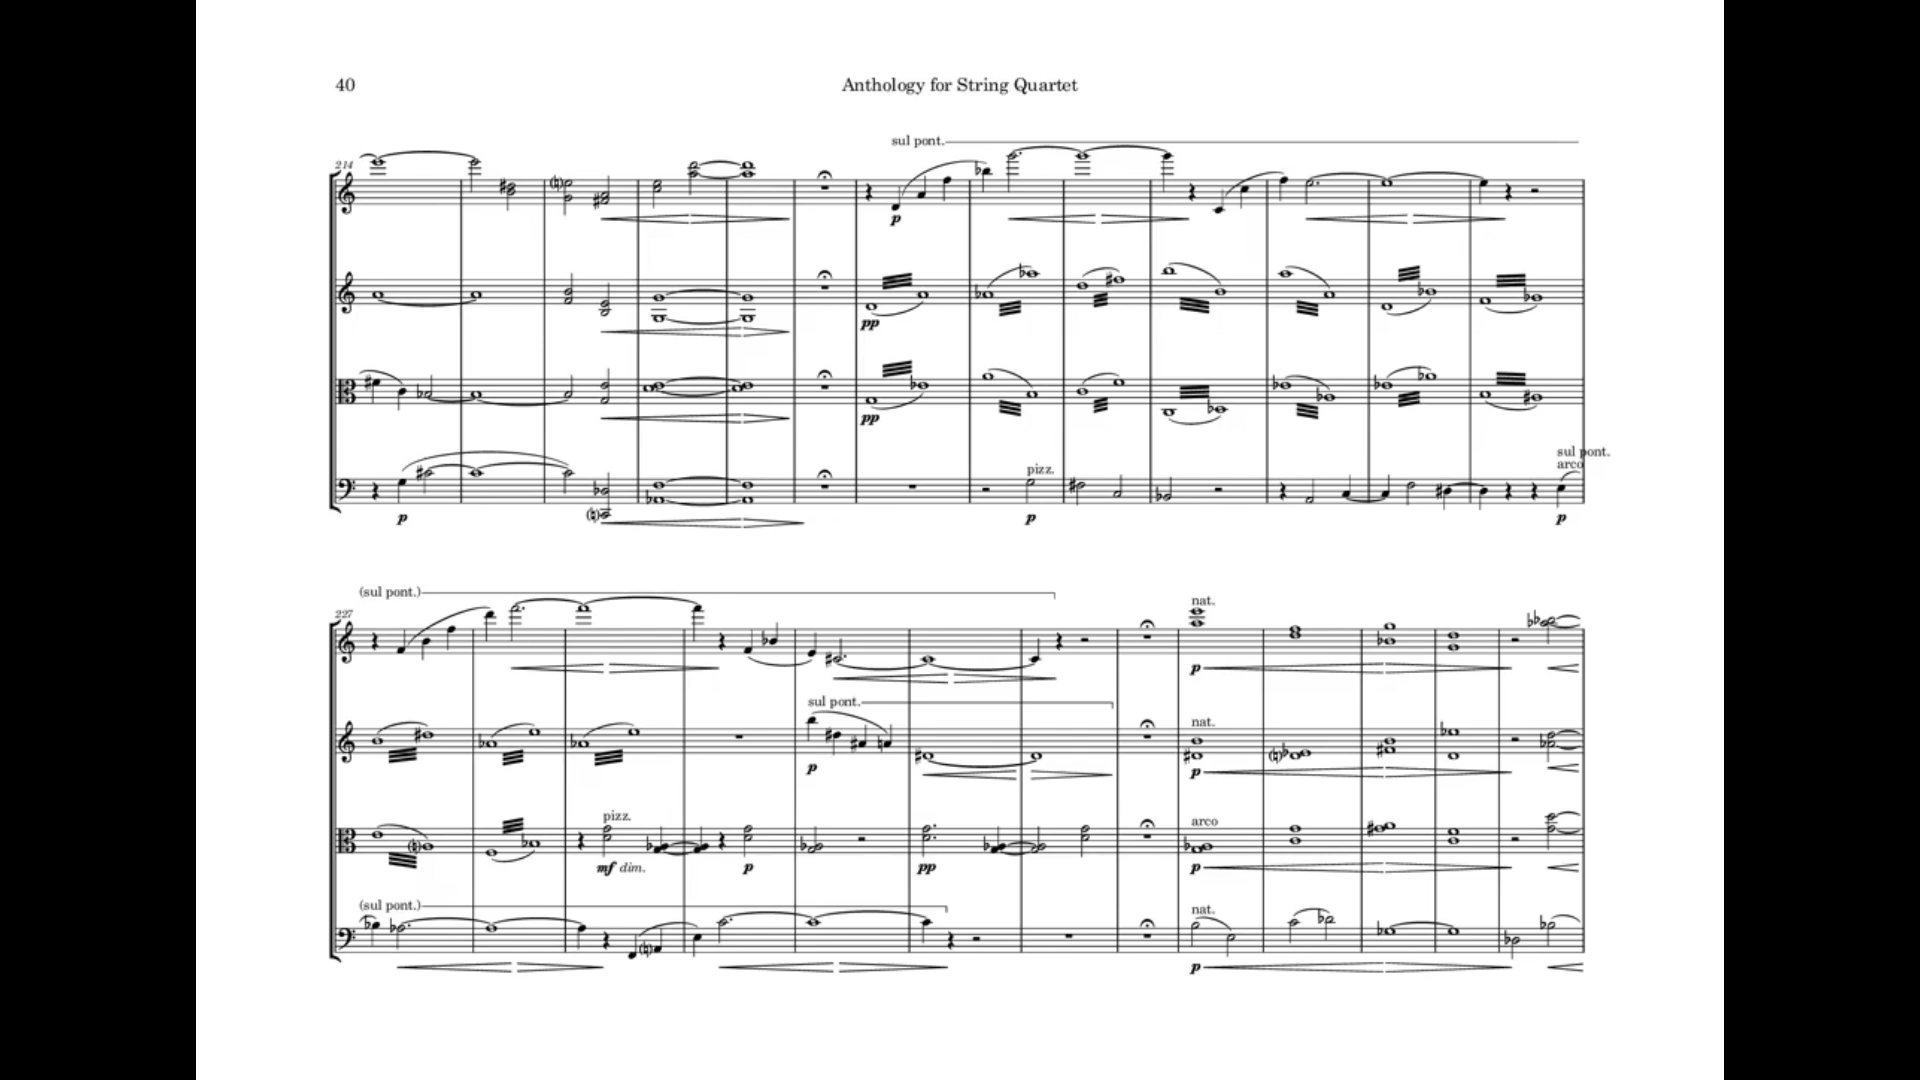 40
Anthology for String Quartet
sul pont.
214
p
pp
pp
pizz.
sul pont.
arco
p
p
p
(sul pont.)
227
nat.
p
sul pont.
nat.
p
p
pizz.
arco
mf dim.
p
pp
p
(sul pont.)
nat.
p